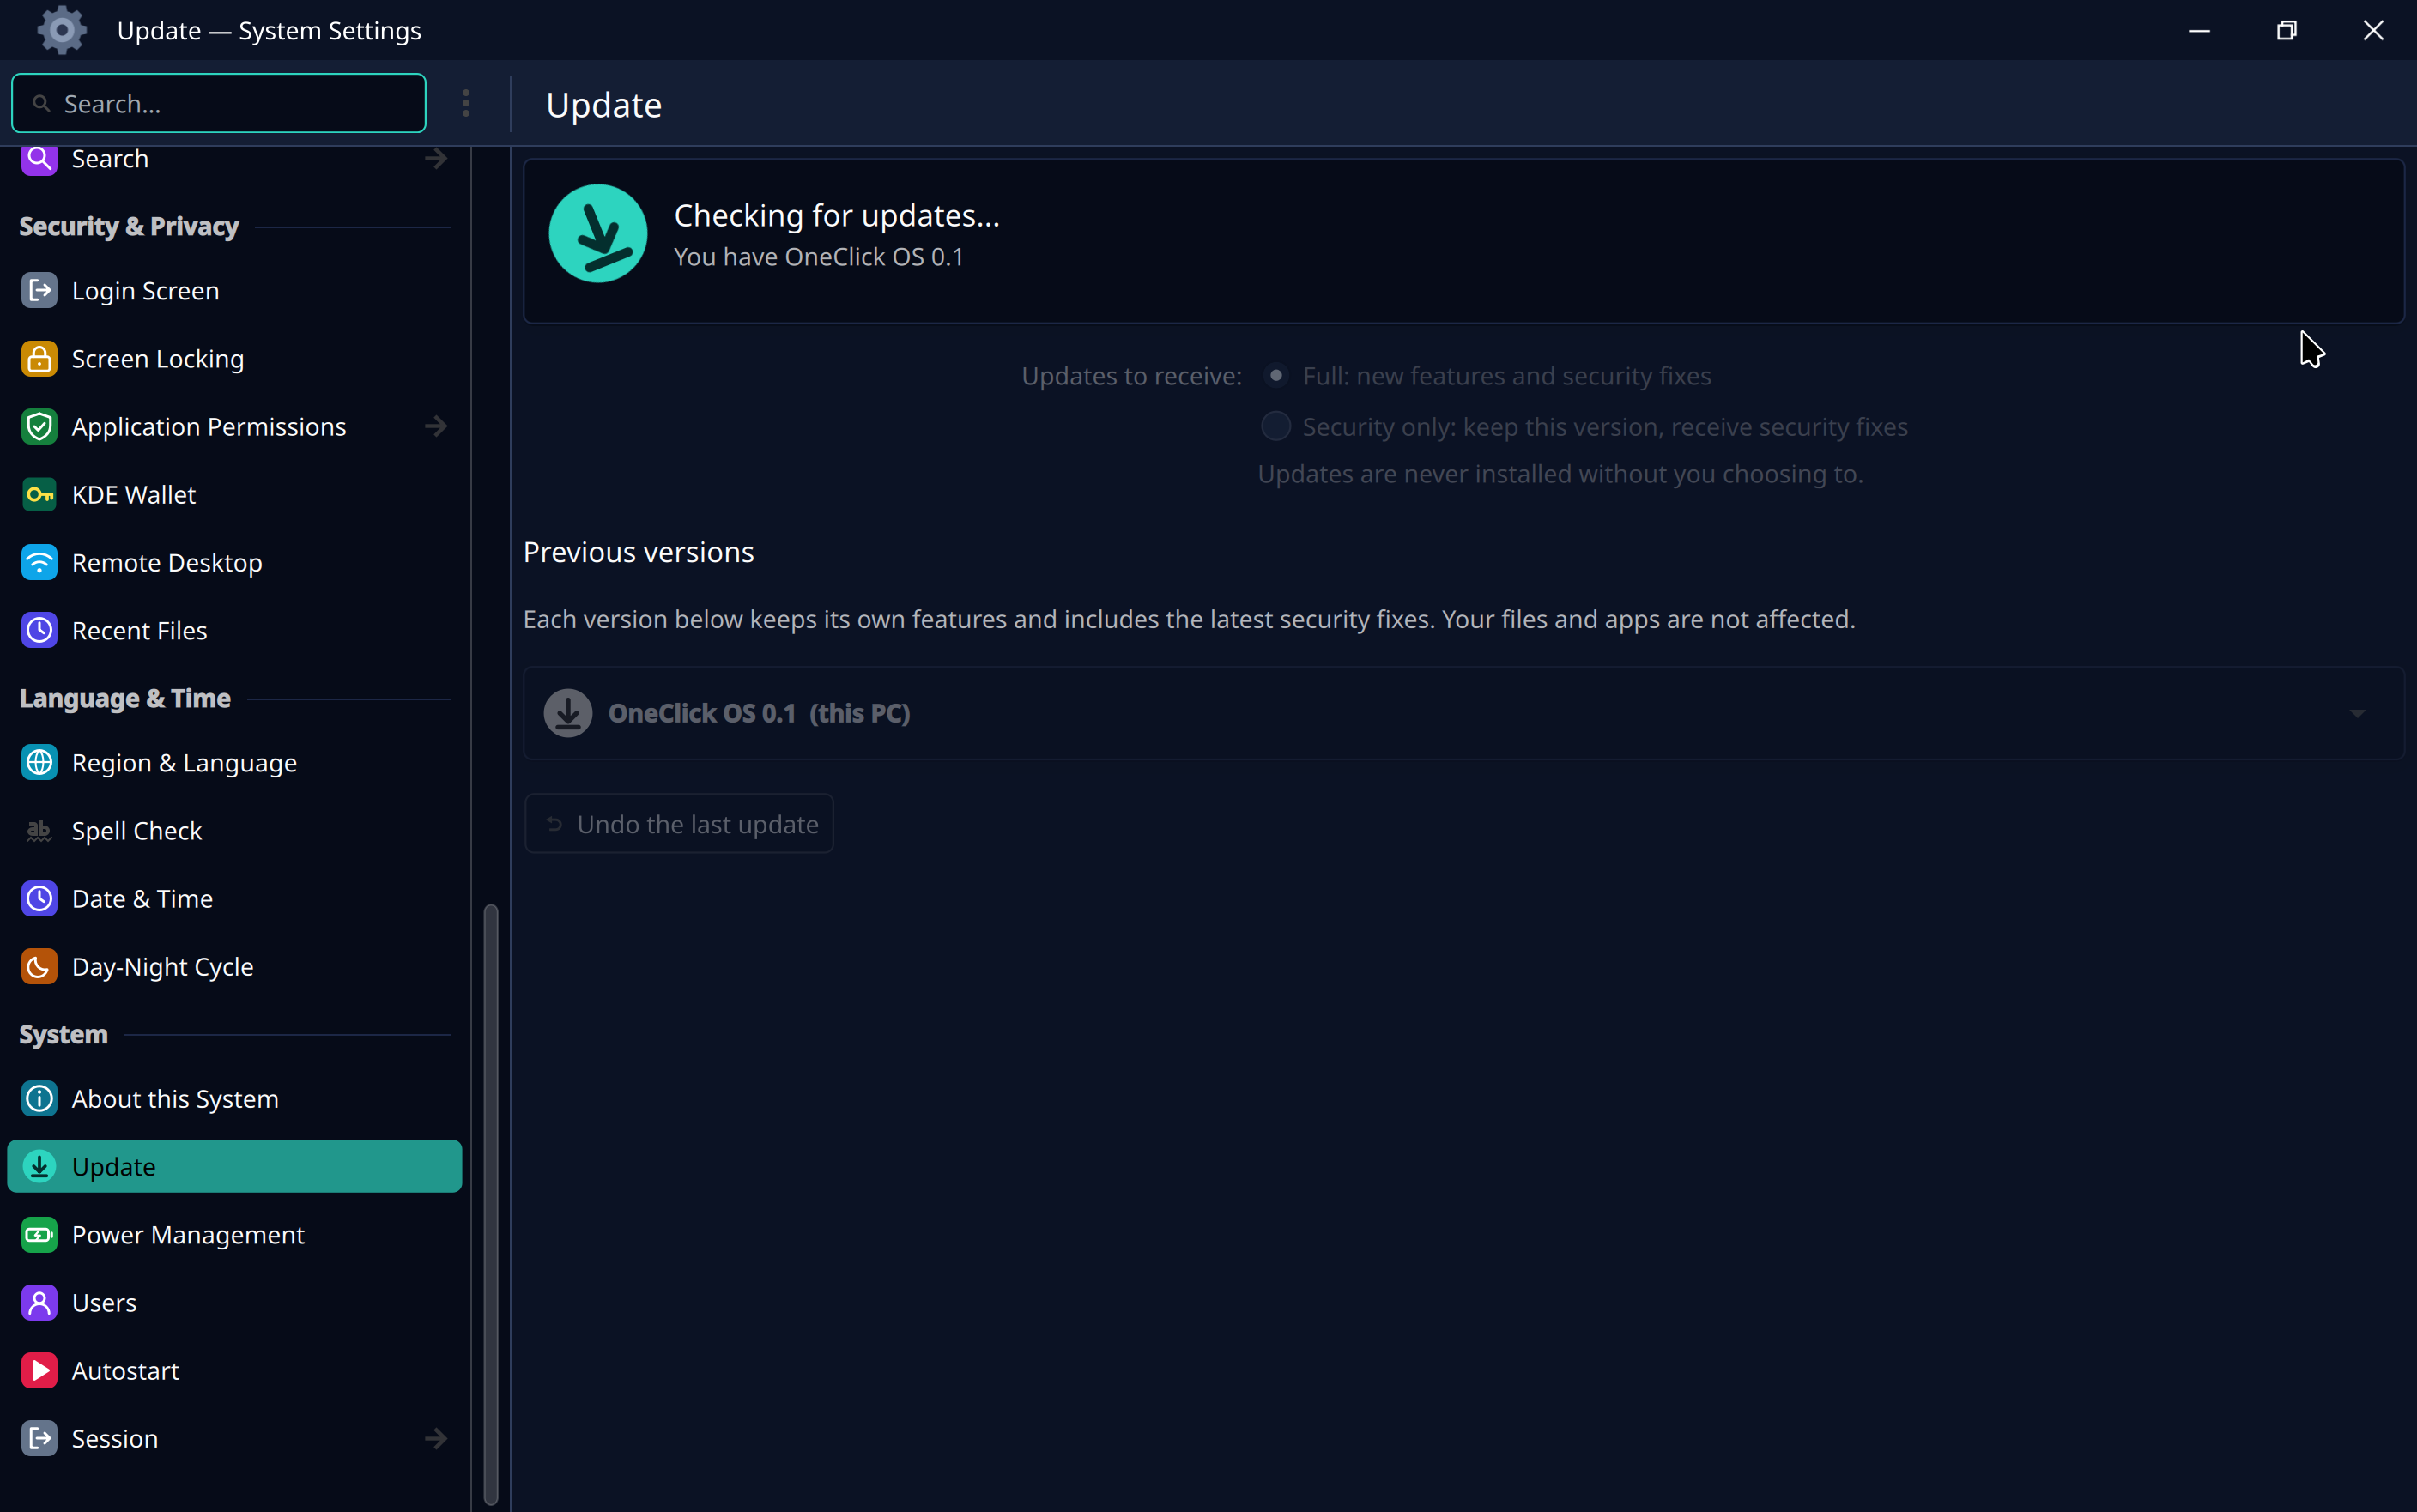 Update — System Settings
Search...
Update
Search
Security & Privacy
Login Screen
Screen Locking
Application Permissions
KDE Wallet
Remote Desktop
Recent Files
Language & Time
Region & Language
Spell Check
Date & Time
Day-Night Cycle
System
About this System
Update
Power Management
Users
Autostart
Session
Checking for updates...
You have OneClick OS 0.1
Updates to receive:
Full: new features and security fixes
Security only: keep this version, receive security fixes
Updates are never installed without you choosing to.
Previous versions
Each version below keeps its own features and includes the latest security fixes. Your files and apps are not affected.
OneClick OS 0.1 (this PC)
Undo the last update